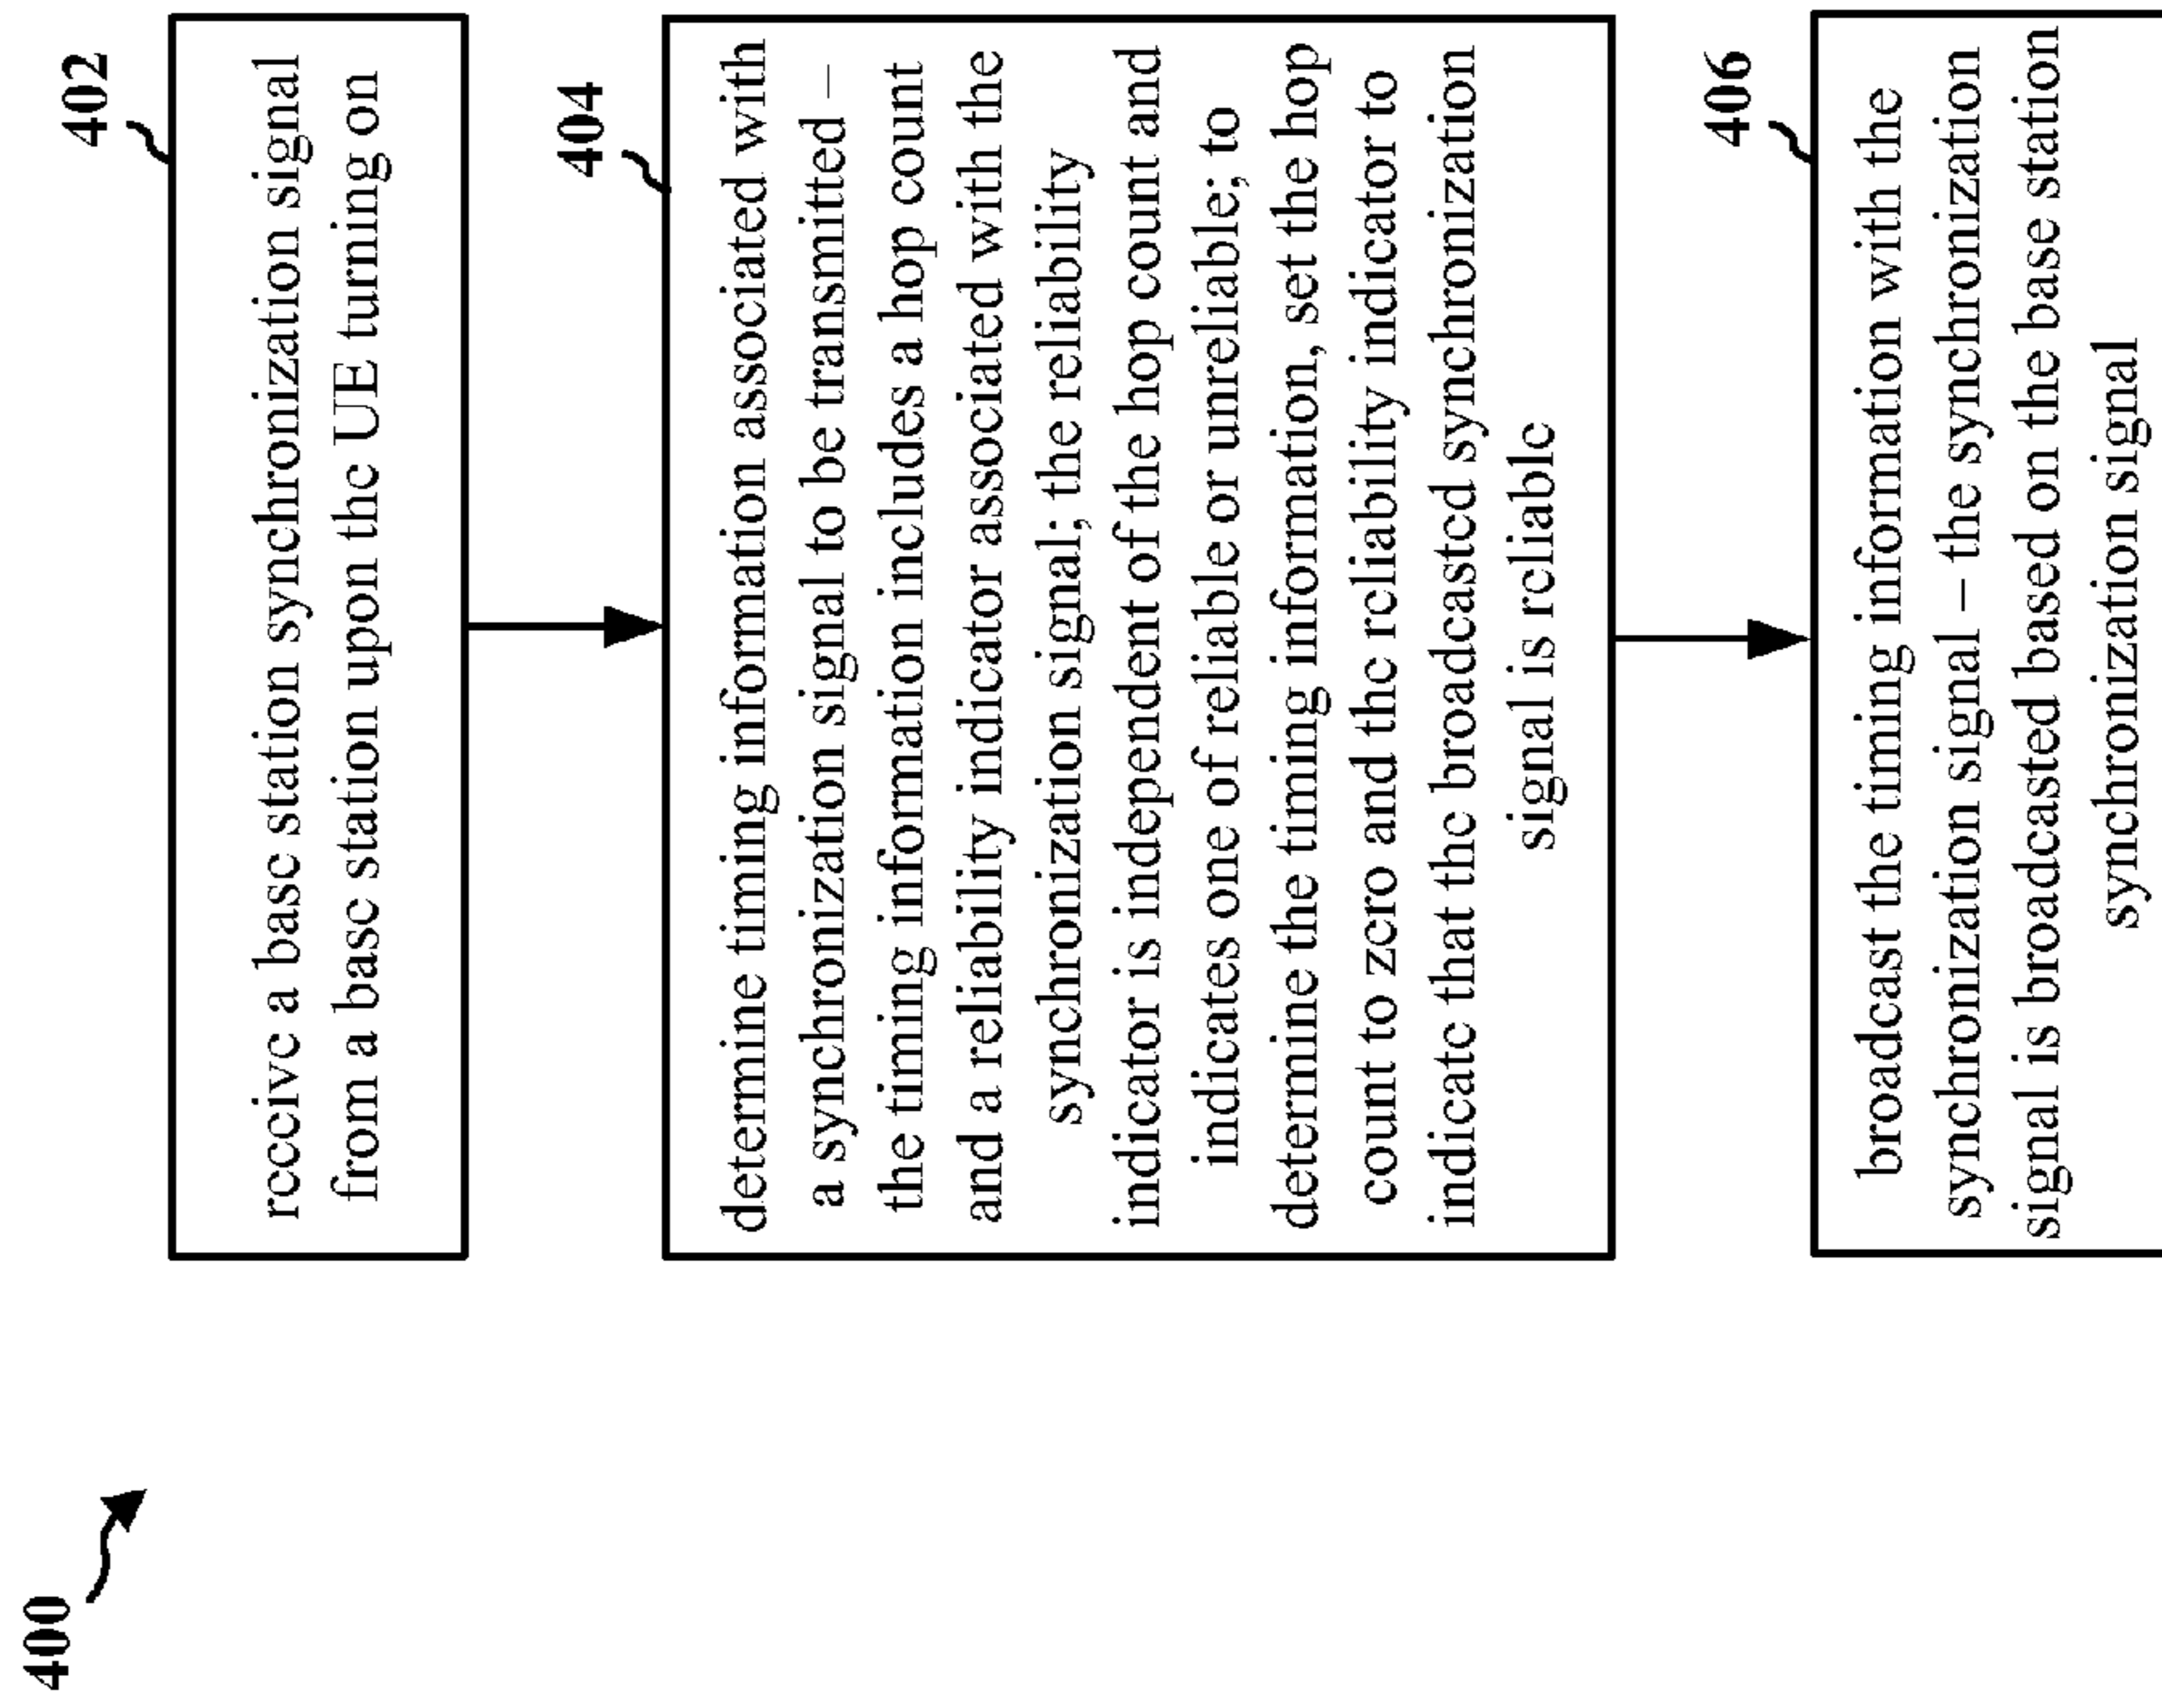 400
402
receive a base station synchronization signal
from a base station upon the UE turning on
404
determine timing information associated with
a synchronization signal to be transmitted –
the timing information includes a hop count
and a reliability indicator associated with the
synchronization signal; the reliability
indicator is independent of the hop count and
indicates one of reliable or unreliable; to
determine the timing information, set the hop
count to zero and the reliability indicator to
indicate that the broadcasted synchronization
signal is reliable
406
broadcast the timing information with the
synchronization signal – the synchronization
signal is broadcasted based on the base station
synchronization signal